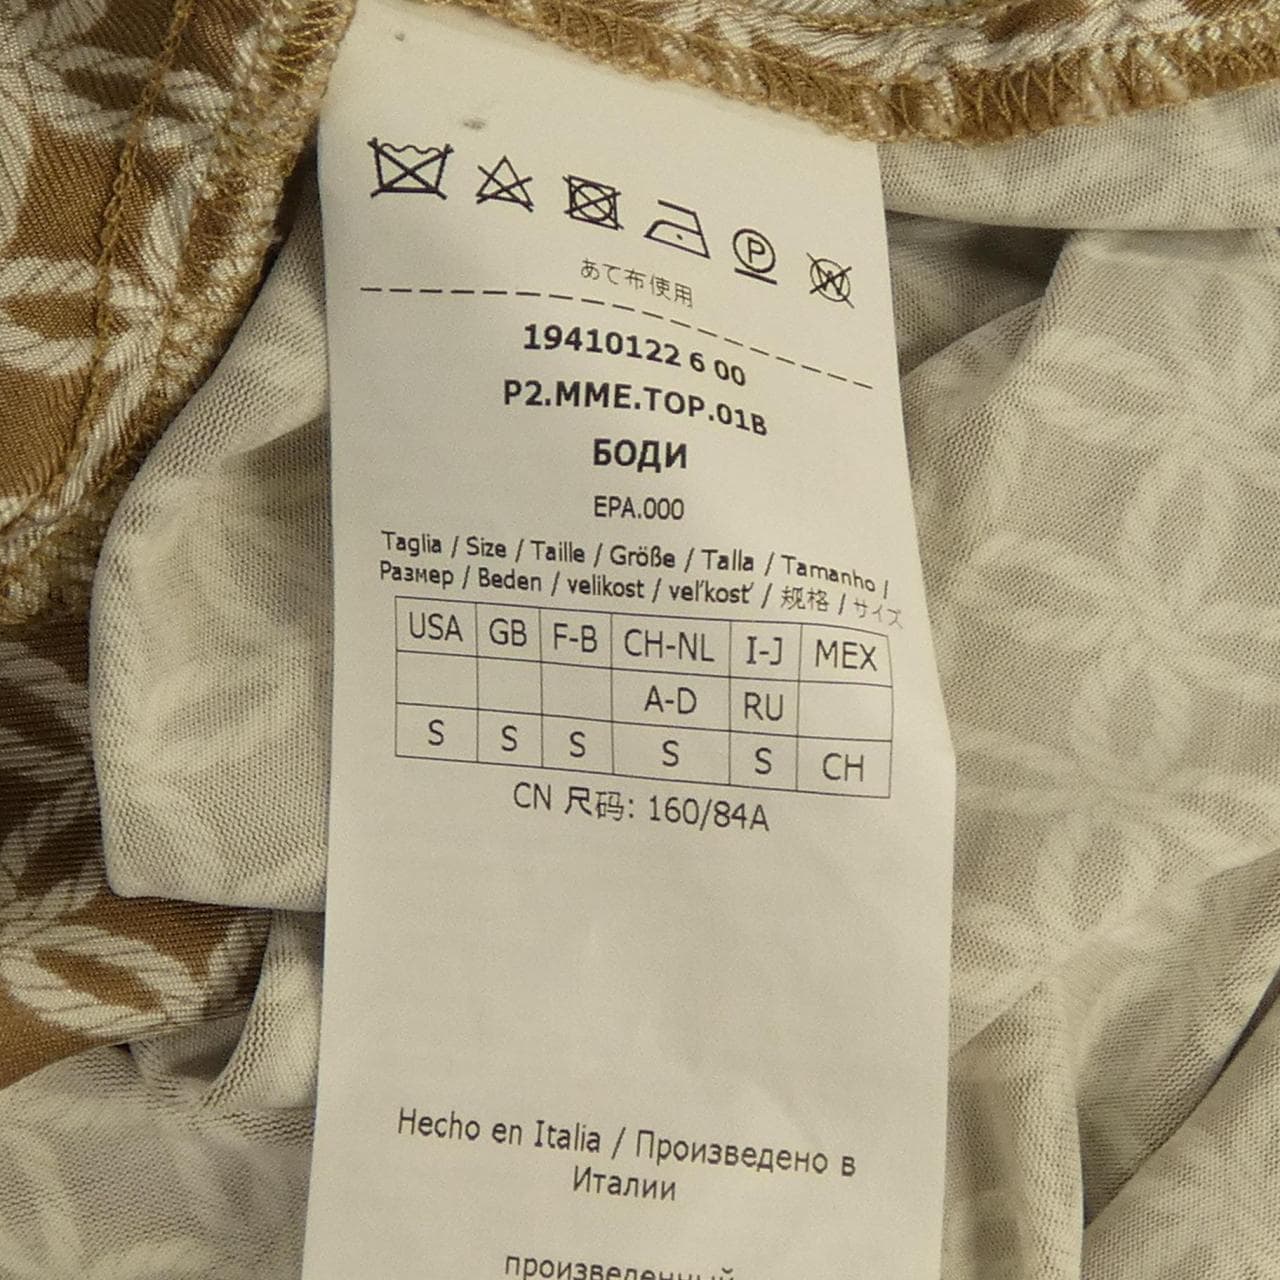 P
W
あて布使用
19410122 6 00
P2.MME.TOP.01B
БОДИ
EPA.000
Taglia / Size / Taille / Größe / Talla / Tamanho /
Размер / Beden / velikost / veľkosť / 规格 / サイズ
USA GB F-B CH-NL I-J MEX
A-D RU
S S S S S CH
CN 尺码: 160/84A
Hecho en Italia / Произведено в
Италии
произведенный